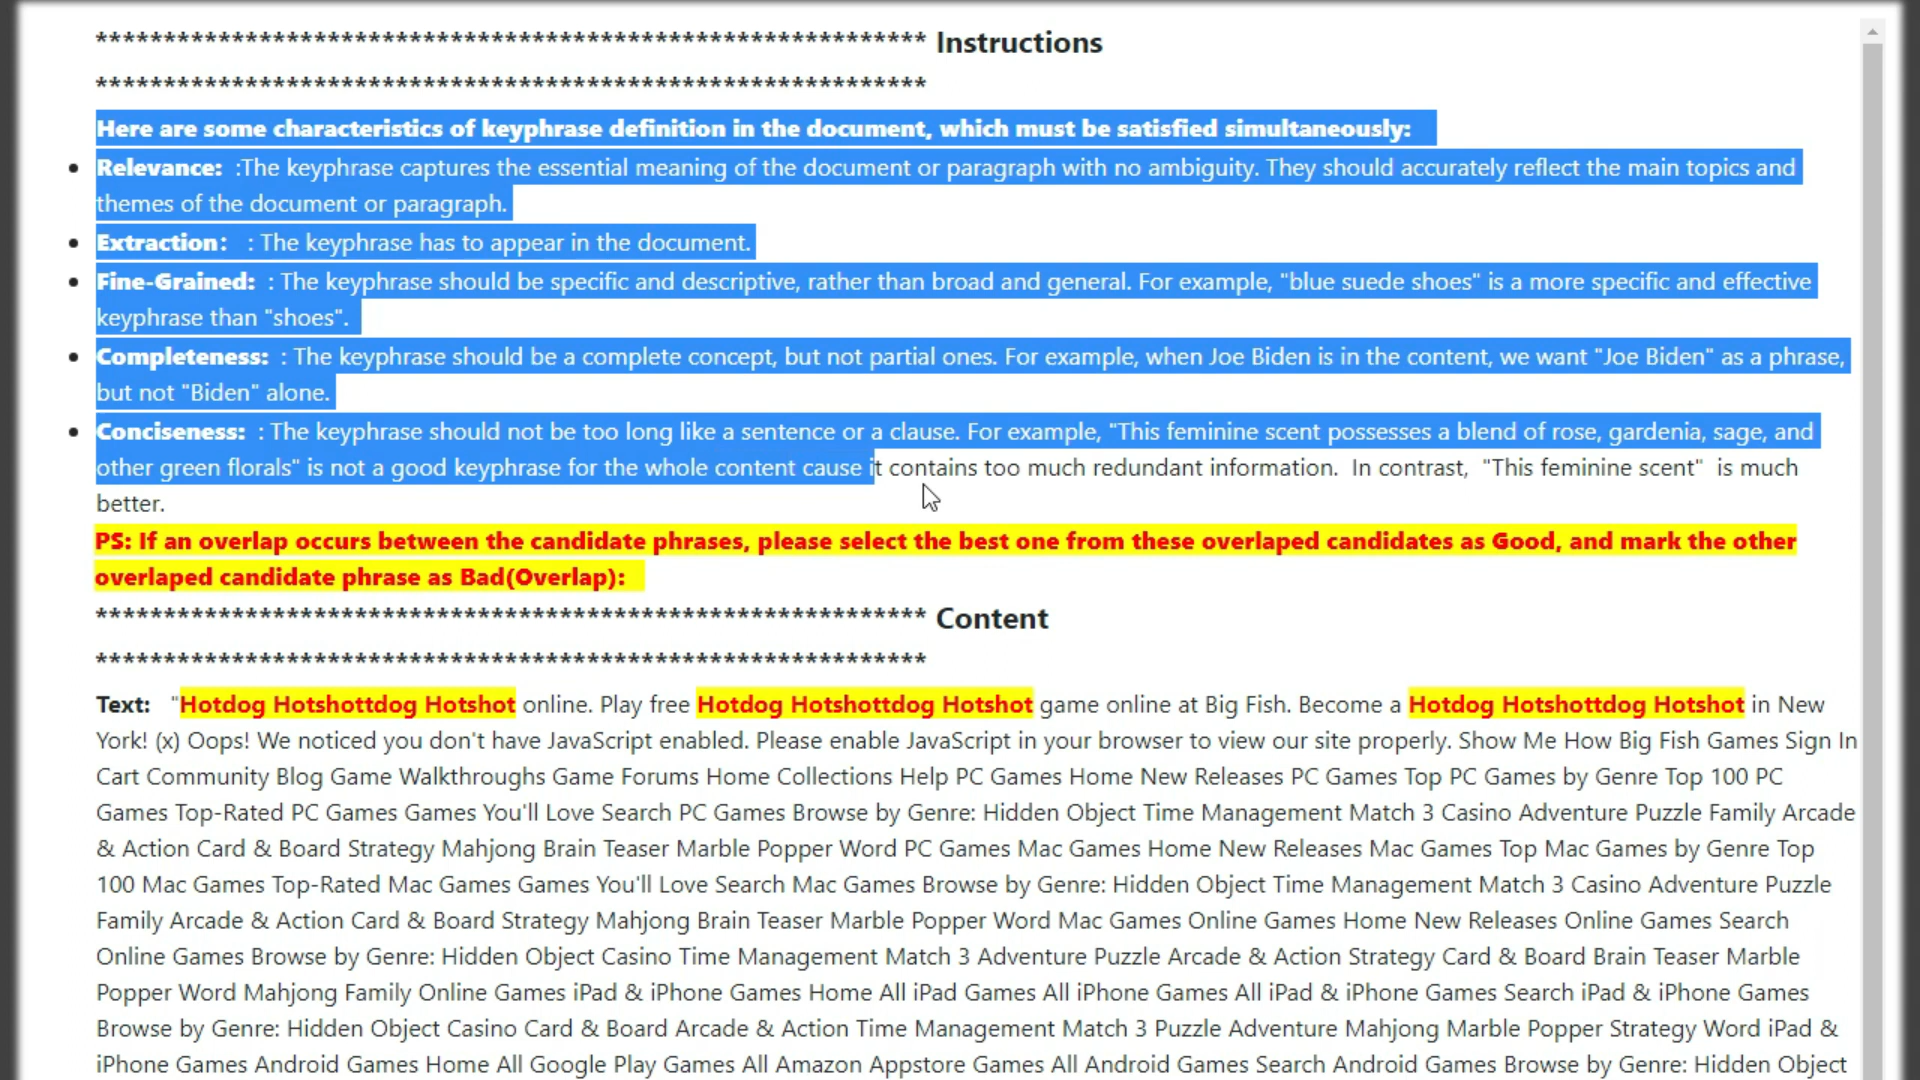 ************************************************************* Instructions
*************************************************************
Here are some characteristics of keyphrase definition in the document, which must be satisfied simultaneously:
Relevance: :The keyphrase captures the essential meaning of the document or paragraph with no ambiguity. They should accurately reflect the main topics and
themes of the document or paragraph.
Extraction: : The keyphrase has to appear in the document.
Fine-Grained: : The keyphrase should be specific and descriptive, rather than broad and general. For example, "blue suede shoes" is a more specific and effective
keyphrase than "shoes".
Completeness: : The keyphrase should be a complete concept, but not partial ones. For example, when Joe Biden is in the content, we want "Joe Biden" as a phrase,
but not "Biden" alone.
Conciseness: : The keyphrase should not be too long like a sentence or a clause. For example, "This feminine scent possesses a blend of rose, gardenia, sage, and
other green florals" is not a good keyphrase for the whole content cause it contains too much redundant information. In contrast, "This feminine scent" is much
better.
PS: If an overlap occurs between the candidate phrases, please select the best one from these overlaped candidates as Good, and mark the other
overlaped candidate phrase as Bad(Overlap):
************************************************************* Content
*************************************************************
Text: "Hotdog Hotshottdog Hotshot online. Play free Hotdog Hotshottdog Hotshot game online at Big Fish. Become a Hotdog Hotshottdog Hotshot in New
York! (x) Oops! We noticed you don't have JavaScript enabled. Please enable JavaScript in your browser to view our site properly. Show Me How Big Fish Games Sign In
Cart Community Blog Game Walkthroughs Game Forums Home Collections Help PC Games Home New Releases PC Games Top PC Games by Genre Top 100 PC
Games Top-Rated PC Games Games You'll Love Search PC Games Browse by Genre: Hidden Object Time Management Match 3 Casino Adventure Puzzle Family Arcade
& Action Card & Board Strategy Mahjong Brain Teaser Marble Popper Word PC Games Mac Games Home New Releases Mac Games Top Mac Games by Genre Top
100 Mac Games Top-Rated Mac Games Games You'll Love Search Mac Games Browse by Genre: Hidden Object Time Management Match 3 Casino Adventure Puzzle
Family Arcade & Action Card & Board Strategy Mahjong Brain Teaser Marble Popper Word Mac Games Online Games Home New Releases Online Games Search
Online Games Browse by Genre: Hidden Object Casino Time Management Match 3 Adventure Puzzle Arcade & Action Strategy Card & Board Brain Teaser Marble
Popper Word Mahjong Family Online Games iPad & iPhone Games Home All iPad Games All iPhone Games All iPad & iPhone Games Search iPad & iPhone Games
Browse by Genre: Hidden Object Casino Card & Board Arcade & Action Time Management Match 3 Puzzle Adventure Mahjong Marble Popper Strategy Word iPad &
iPhone Games Android Games Home All Google Play Games All Amazon Appstore Games All Android Games Search Android Games Browse by Genre: Hidden Object